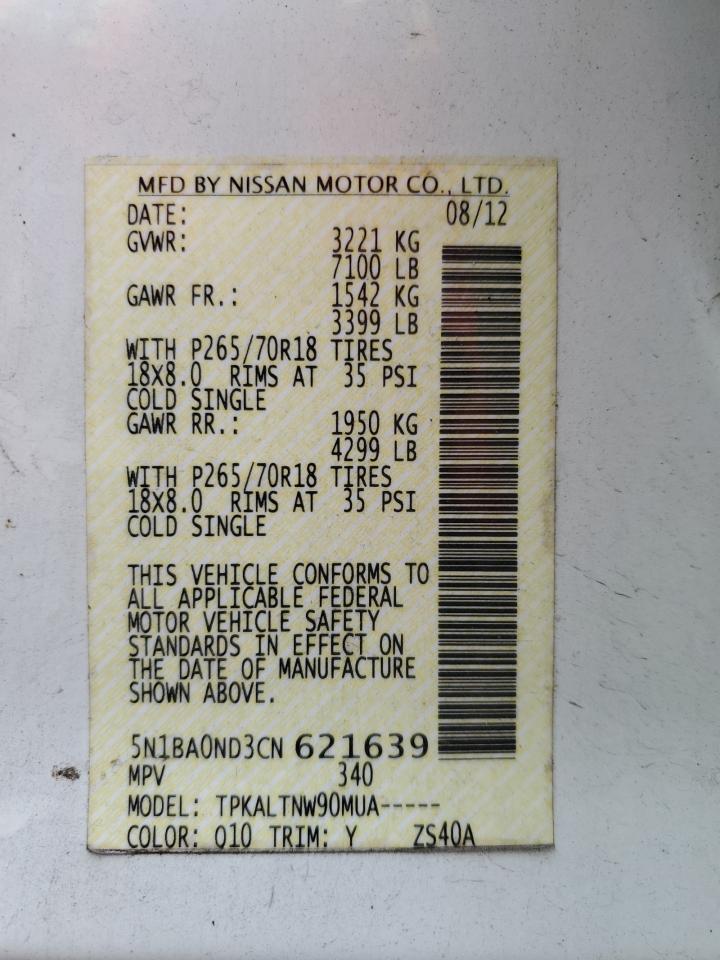 MFD BY NISSAN MOTOR CO., LTD.
DATE: 08/12
GVWR: 3221 KG
7100 LB
GAWR FR.: 1542 KG
3399 LB
WITH P265/70R18 TIRES
18X8.0 RIMS AT 35 PSI
COLD SINGLE
GAWR RR.: 1950 KG
4299 LB
WITH P265/70R18 TIRES
18X8.0 RIMS AT 35 PSI
COLD SINGLE
THIS VEHICLE CONFORMS TO
ALL APPLICABLE FEDERAL
MOTOR VEHICLE SAFETY
STANDARDS IN EFFECT ON
THE DATE OF MANUFACTURE
SHOWN ABOVE.
5N1BA0ND3CN 621639
MPV 340
MODEL: TPKALTNW90MUA-----
COLOR: Q10 TRIM: Y ZS40A